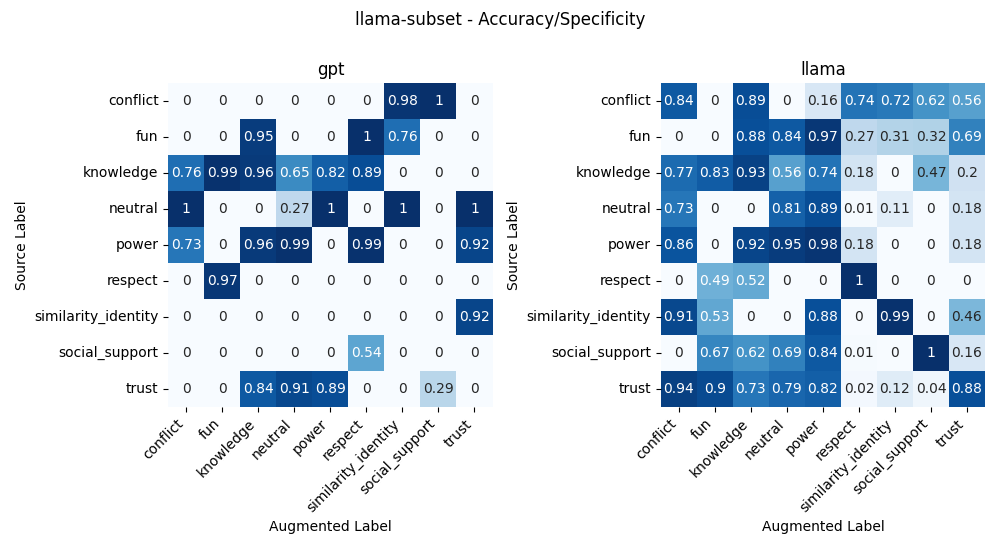 llama-subset - Accuracy/Specificity
gpt
Source Label
conflict 0 0 0 0 0 0 0.98 1 0
fun 0 0 0.95 0 0 1 0.76 0 0
knowledge 0.76 0.99 0.96 0.65 0.82 0.89 0 0 0
neutral 1 0 0 0.27 1 0 1 0 1
power 0.73 0 0.96 0.99 0 0.99 0 0 0.92
respect 0 0.97 0 0 0 0 0 0 0
similarity_identity 0 0 0 0 0 0 0 0 0.92
social_support 0 0 0 0 0 0.54 0 0 0
trust 0 0 0.84 0.91 0.89 0 0 0.29 0
conflict fun knowledge neutral power respect similarity_identity social_support trust
Augmented Label
llama
Source Label
conflict 0.84 0 0.89 0 0.16 0.74 0.72 0.62 0.56
fun 0 0 0.88 0.84 0.97 0.27 0.31 0.32 0.69
knowledge 0.77 0.83 0.93 0.56 0.74 0.18 0 0.47 0.2
neutral 0.73 0 0 0.81 0.89 0.01 0.11 0 0.18
power 0.86 0 0.92 0.95 0.98 0.18 0 0 0.18
respect 0 0.49 0.52 0 0 1 0 0 0
similarity_identity 0.91 0.53 0 0 0.88 0 0.99 0 0.46
social_support 0 0.67 0.62 0.69 0.84 0.01 0 1 0.16
trust 0.94 0.9 0.73 0.79 0.82 0.02 0.12 0.04 0.88
conflict fun knowledge neutral power respect similarity_identity social_support trust
Augmented Label